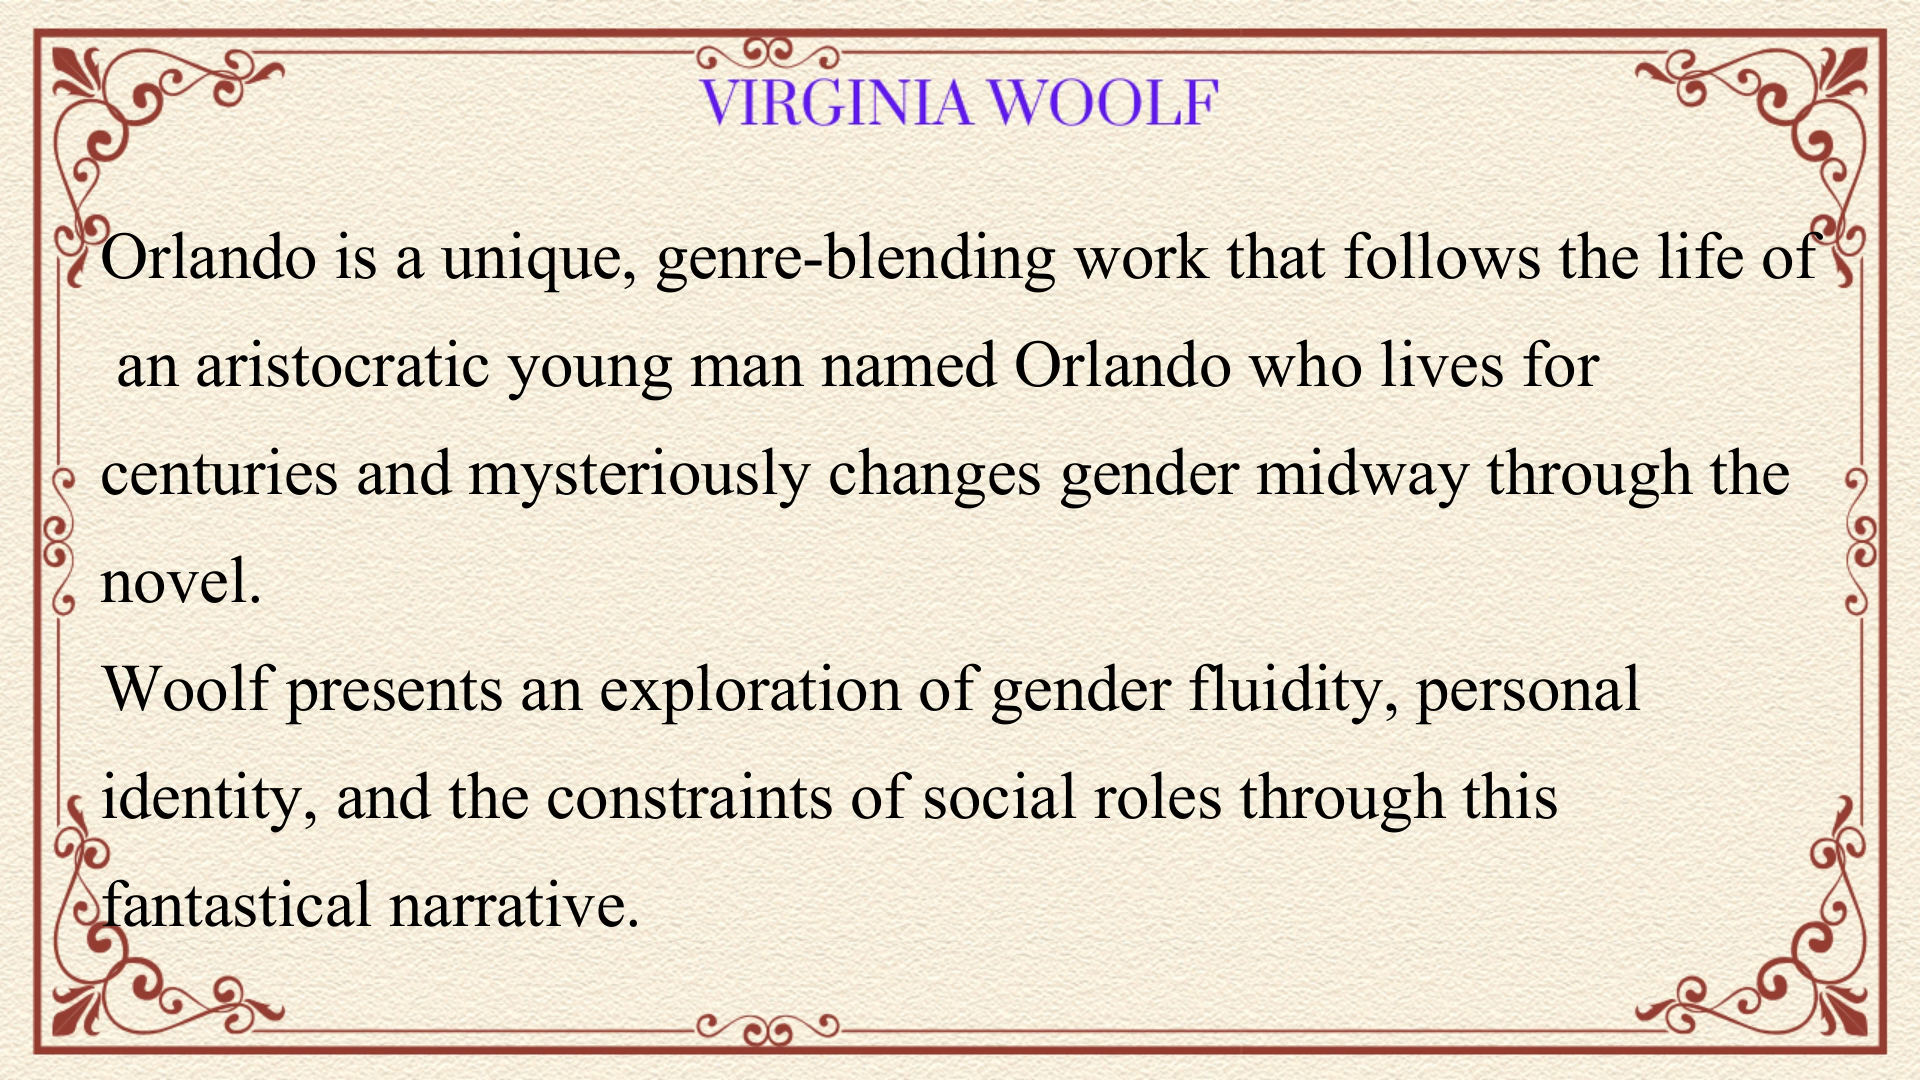 VIRGINIA WOOLF
Orlando is a unique, genre-blending work that follows the life of
an aristocratic young man named Orlando who lives for
centuries and mysteriously changes gender midway through the
novel.
Woolf presents an exploration of gender fluidity, personal
identity, and the constraints of social roles through this
fantastical narrative.